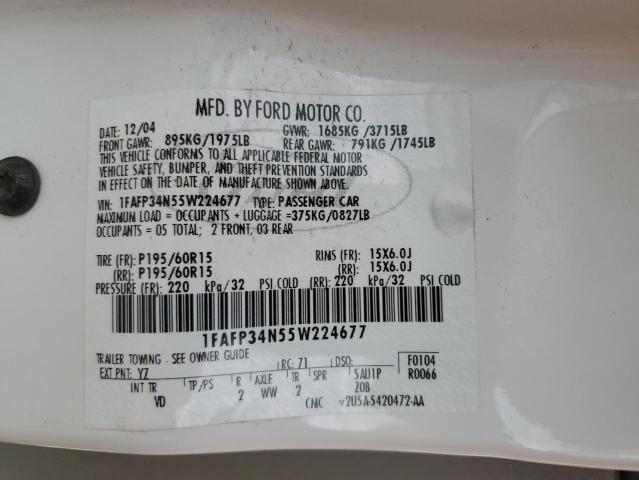 MFD. BY FORD MOTOR CO.
12/04 GVWR: 1685KG /3715LB
FRONT GAWR: 895KG/1975LB REAR GAWR: 791KG /1745LB
THIS VEHICLE CONFORMS TO ALL APPLICABLE FEDERAL MOTOR
VEHICLE SAFETY, BUMPER, AND THEFT PREVENTION STANDARDS
IN EFFECT ON THE DATE OF MANUFACTURE SHOWN ABOVE.
VIN: 1FAFP34N55W224677 TYPE: PASSENGER CAR
MAXIMUM LOAD = OCCUPANTS + LUGGAGE =375KG/0827LB
OCCUPANTS = 05 TOTAL; 2 FRONT, 03 REAR
TIRE (FR): P195/60R15 RIMS (FR): 15X6.0J
(RR): P195/60R15 (RR): 15X6.0J
PRESSURE (FR): 220 kPa/32 PSI COLD (RR): 220 kPa/32 PSI COLD
1FAFP34N55W224677
TRAILER TOWING - SEE OWNER GUIDE RC: 71 DSO: F0104
EXT PNT: Y7 R0066
INT TR TP/PS R AXLE TR SPR 5AU1P
VD 2 WW 2 Z0B
CMC 2U5A-5420472-AA